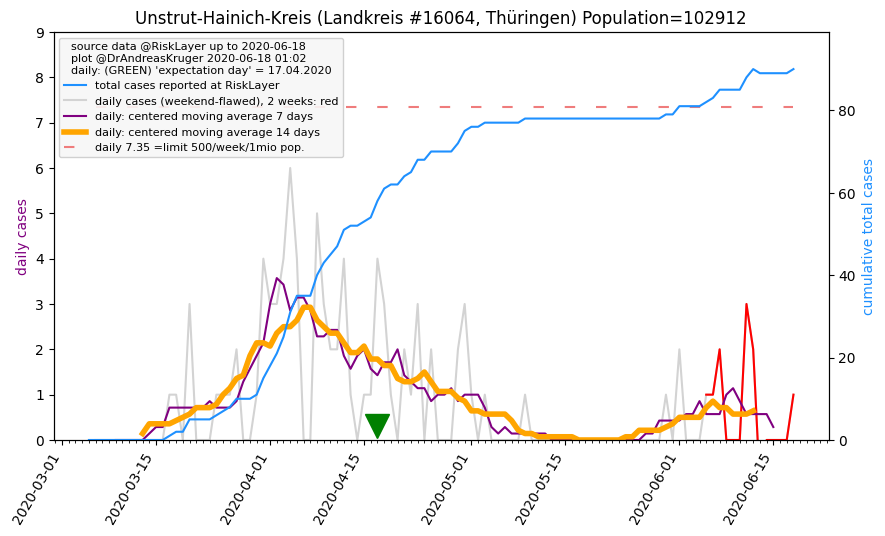 Unstrut-Hainich-Kreis (Landkreis #16064, Thüringen) Population=102912
source data @RiskLayer up to 2020-06-18
plot @DrAndreasKruger 2020-06-18 01:02
daily: (GREEN) 'expectation day' = 17.04.2020
total cases reported at RiskLayer
daily cases (weekend-flawed), 2 weeks: red
daily: centered moving average 7 days
daily: centered moving average 14 days
daily 7.35 =limit 500/week/1mio pop.
daily cases
9
8
7
6
5
4
3
2
1
0
cumulative total cases
80
60
40
20
0
2020-03-01
2020-03-15
2020-04-01
2020-04-15
2020-05-01
2020-05-15
2020-06-01
2020-06-15